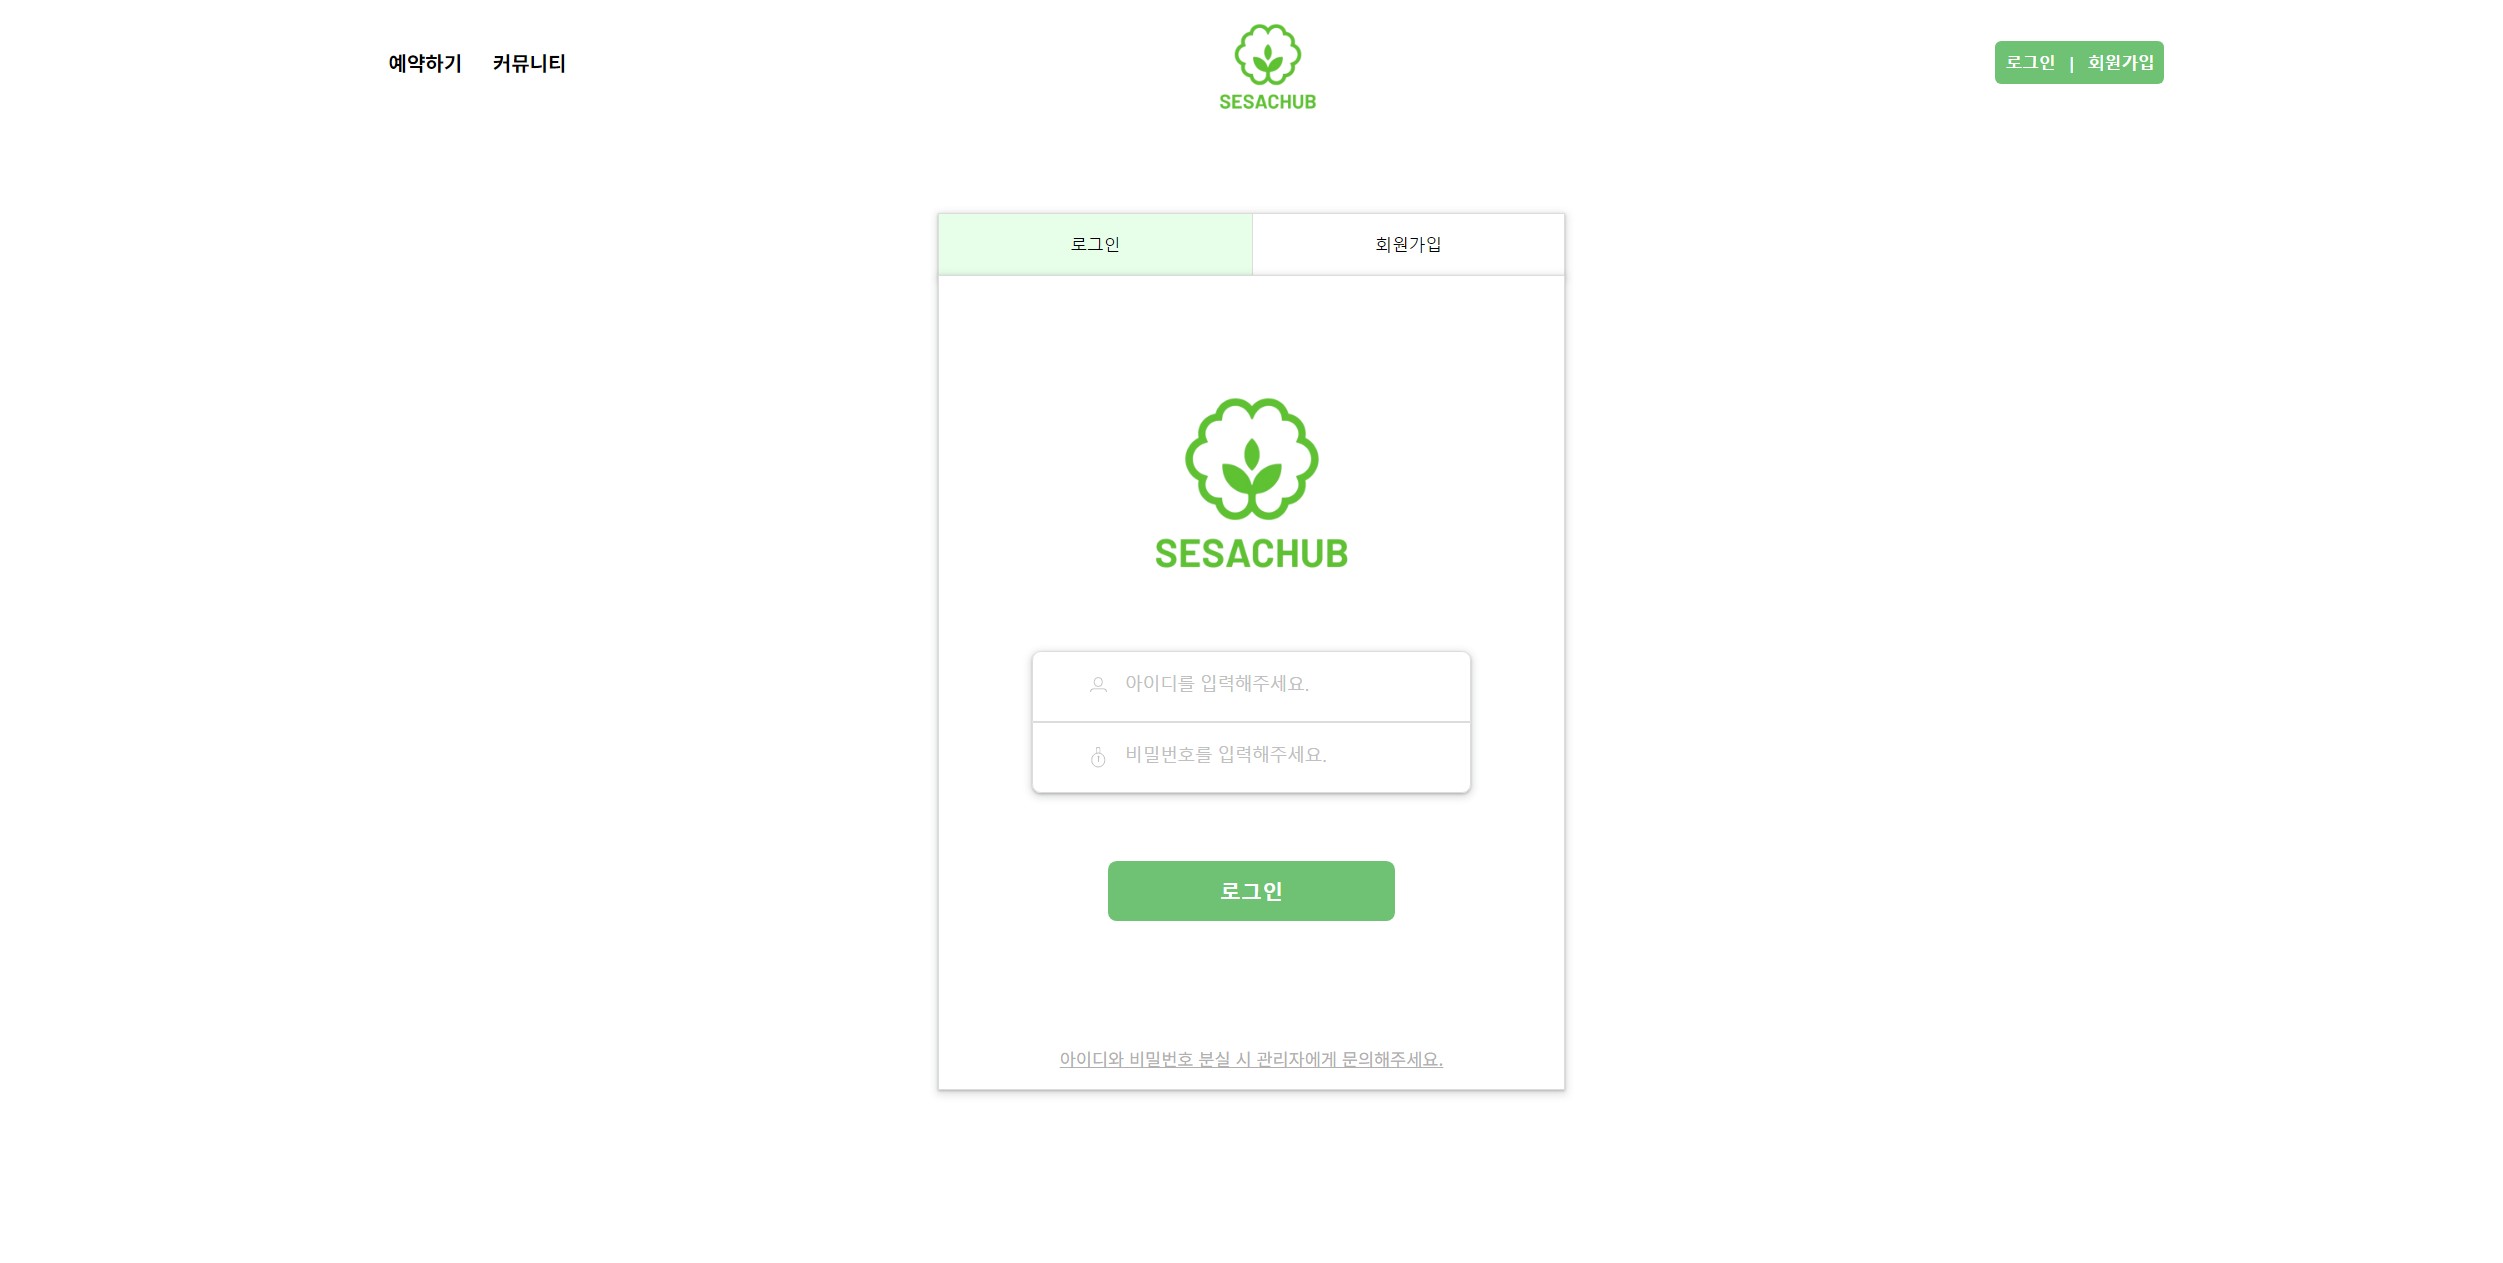 예약하기 커뮤니티
SESACHUB
로그인 | 회원가입
로그인 회원가입
SESACHUB
아이디를 입력해주세요.
비밀번호를 입력해주세요.
로그인
아이디와 비밀번호 분실 시 관리자에게 문의해주세요.